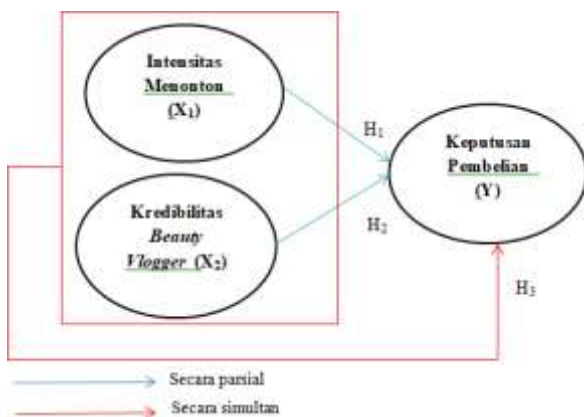 Intensitas
Menonton
(X₁)
H₁
Keputusan
Pembelian
(Y)
Kredibilitas
Beauty
Vlogger (X₂)
H₂
H₃
Secara parsial
Secara simultan